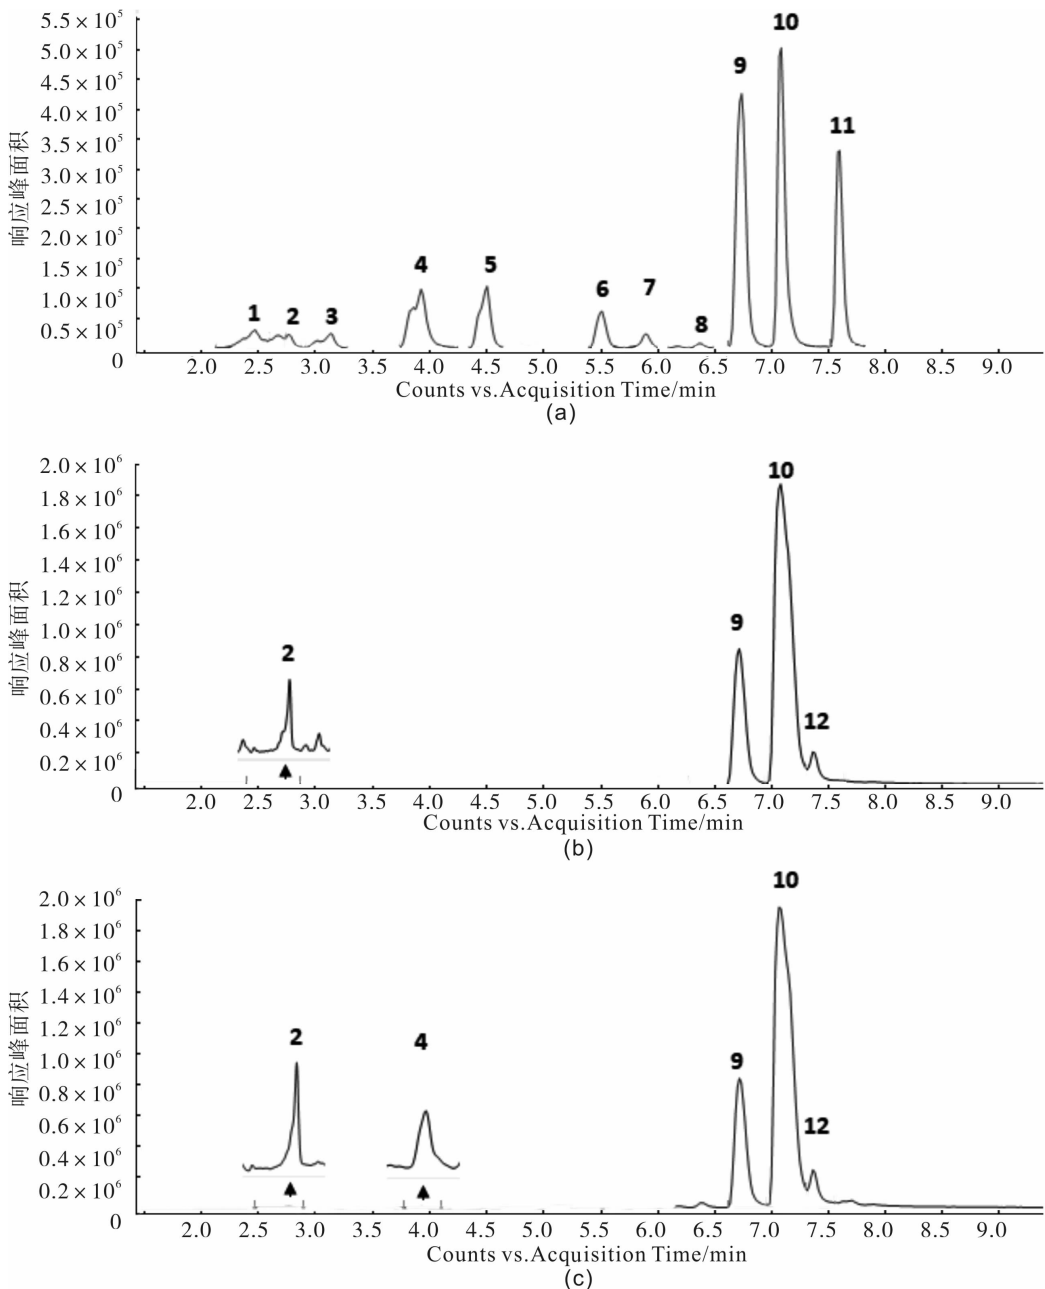 5.5×10⁵
5.0×10⁵
4.5×10⁵
4.0×10⁵
3.5×10⁵
3.0×10⁵
2.5×10⁵
2.0×10⁵
1.5×10⁵
1.0×10⁵
0.5×10⁵
0
响应峰面积
1 2 3 4 5 6 7 8 9 10 11
2.0 2.5 3.0 3.5 4.0 4.5 5.0 5.5 6.0 6.5 7.0 7.5 8.0 8.5 9.0
Counts vs.Acquisition Time/min
(a)
2.0×10⁶
1.8×10⁶
1.6×10⁶
1.4×10⁶
1.2×10⁶
1.0×10⁶
0.8×10⁶
0.6×10⁶
0.4×10⁶
0.2×10⁶
0
响应峰面积
2 9 10 12
2.0 2.5 3.0 3.5 4.0 4.5 5.0 5.5 6.0 6.5 7.0 7.5 8.0 8.5 9.0
Counts vs.Acquisition Time/min
(b)
2.0×10⁶
1.8×10⁶
1.6×10⁶
1.4×10⁶
1.2×10⁶
1.0×10⁶
0.8×10⁶
0.6×10⁶
0.4×10⁶
0.2×10⁶
0
响应峰面积
2 4 9 10 12
2.0 2.5 3.0 3.5 4.0 4.5 5.0 5.5 6.0 6.5 7.0 7.5 8.0 8.5 9.0
Counts vs.Acquisition Time/min
(c)